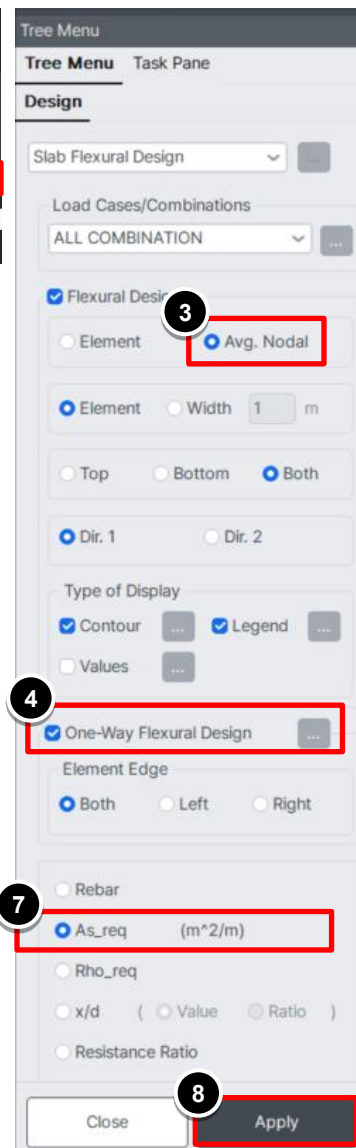 Tree Menu
Tree Menu Task Pane
Design
Slab Flexural Design ...
Load Cases/Combinations
ALL COMBINATION ...
Flexural
3
Element Avg. Nodal
Element Width 1 m
Top Bottom Both
Dir. 1 Dir. 2
Type of Display
Contour ... Legend ...
Values ...
4
One-Way Flexural Design ...
Element Edge
Both Left Right
Rebar
7
As_req (m^2/m)
Rho_req
x/d ( Value Ratio )
Resistance Ratio
8
Close Apply